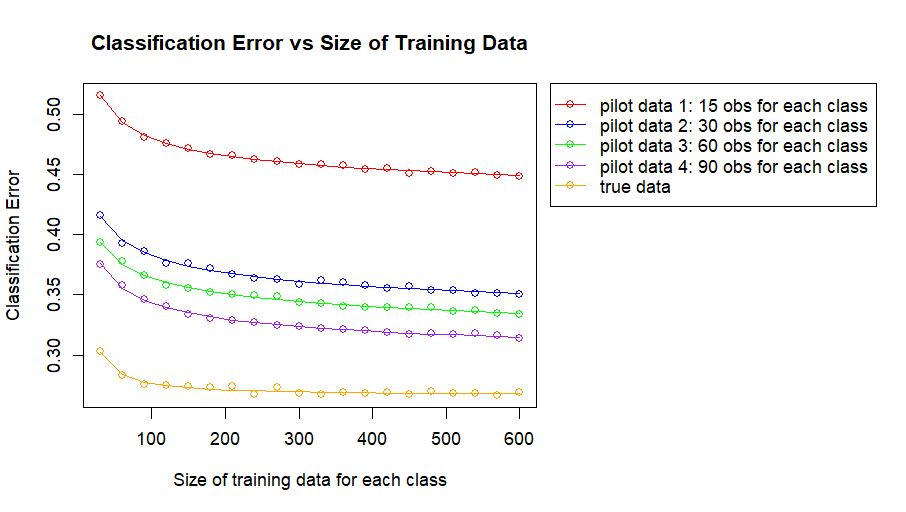 Classification Error vs Size of Training Data
Classification Error
0.50
0.45
0.40
0.35
0.30
100 200 300 400 500 600
Size of training data for each class
pilot data 1: 15 obs for each class
pilot data 2: 30 obs for each class
pilot data 3: 60 obs for each class
pilot data 4: 90 obs for each class
true data